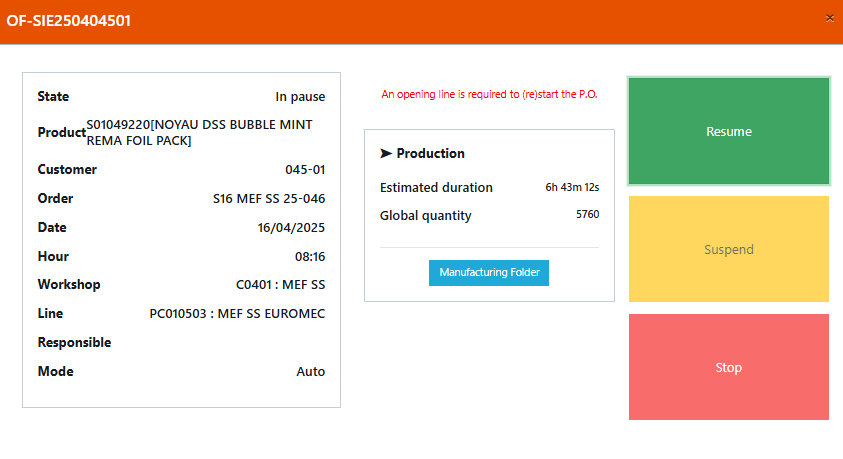 OF-SIE250404501
×
State In pause
Product S01049220[NOYAU DSS BUBBLE MINT
REMA FOIL PACK]
Customer 045-01
Order S16 MEF SS 25-046
Date 16/04/2025
Hour 08:16
Workshop C0401 : MEF SS
Line PC010503 : MEF SS EUROMEC
Responsible
Mode Auto
An opening line is required to (re)start the P.O.
➤ Production
Estimated duration 6h 43m 12s
Global quantity 5760
Manufacturing Folder
Resume
Suspend
Stop